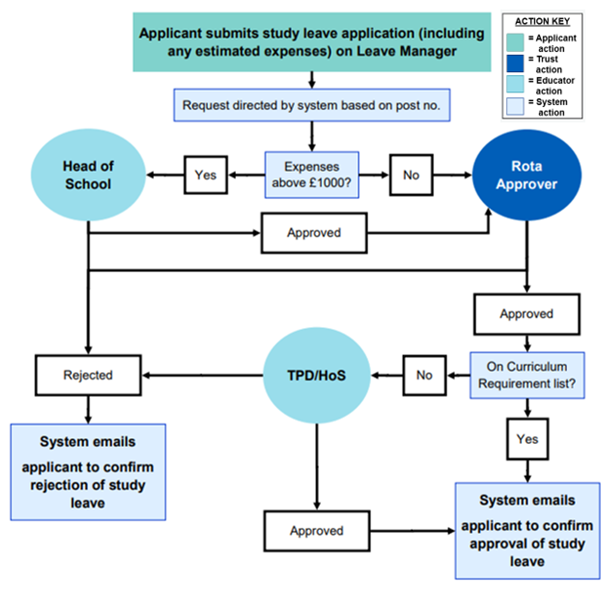 Applicant submits study leave application (including
any estimated expenses) on Leave Manager
ACTION KEY
= Applicant
action
= Trust
action
= Educator
action
= System
action
Request directed by system based on post no.
Head of
School
Yes
Expenses
above £1000?
No
Rota
Approver
Approved
Approved
Rejected
TPD/HoS
No
On Curriculum
Requirement list?
Yes
System emails
applicant to confirm
rejection of study
leave
Approved
System emails
applicant to confirm
approval of study
leave